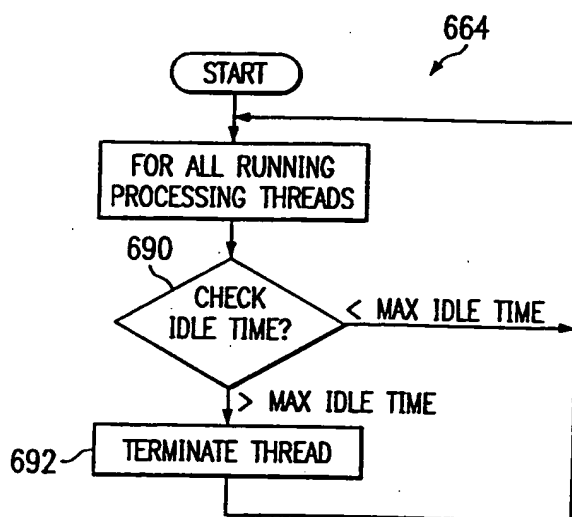 664
START
FOR ALL RUNNING
PROCESSING THREADS
690
CHECK
IDLE TIME?
< MAX IDLE TIME
> MAX IDLE TIME
692
TERMINATE THREAD